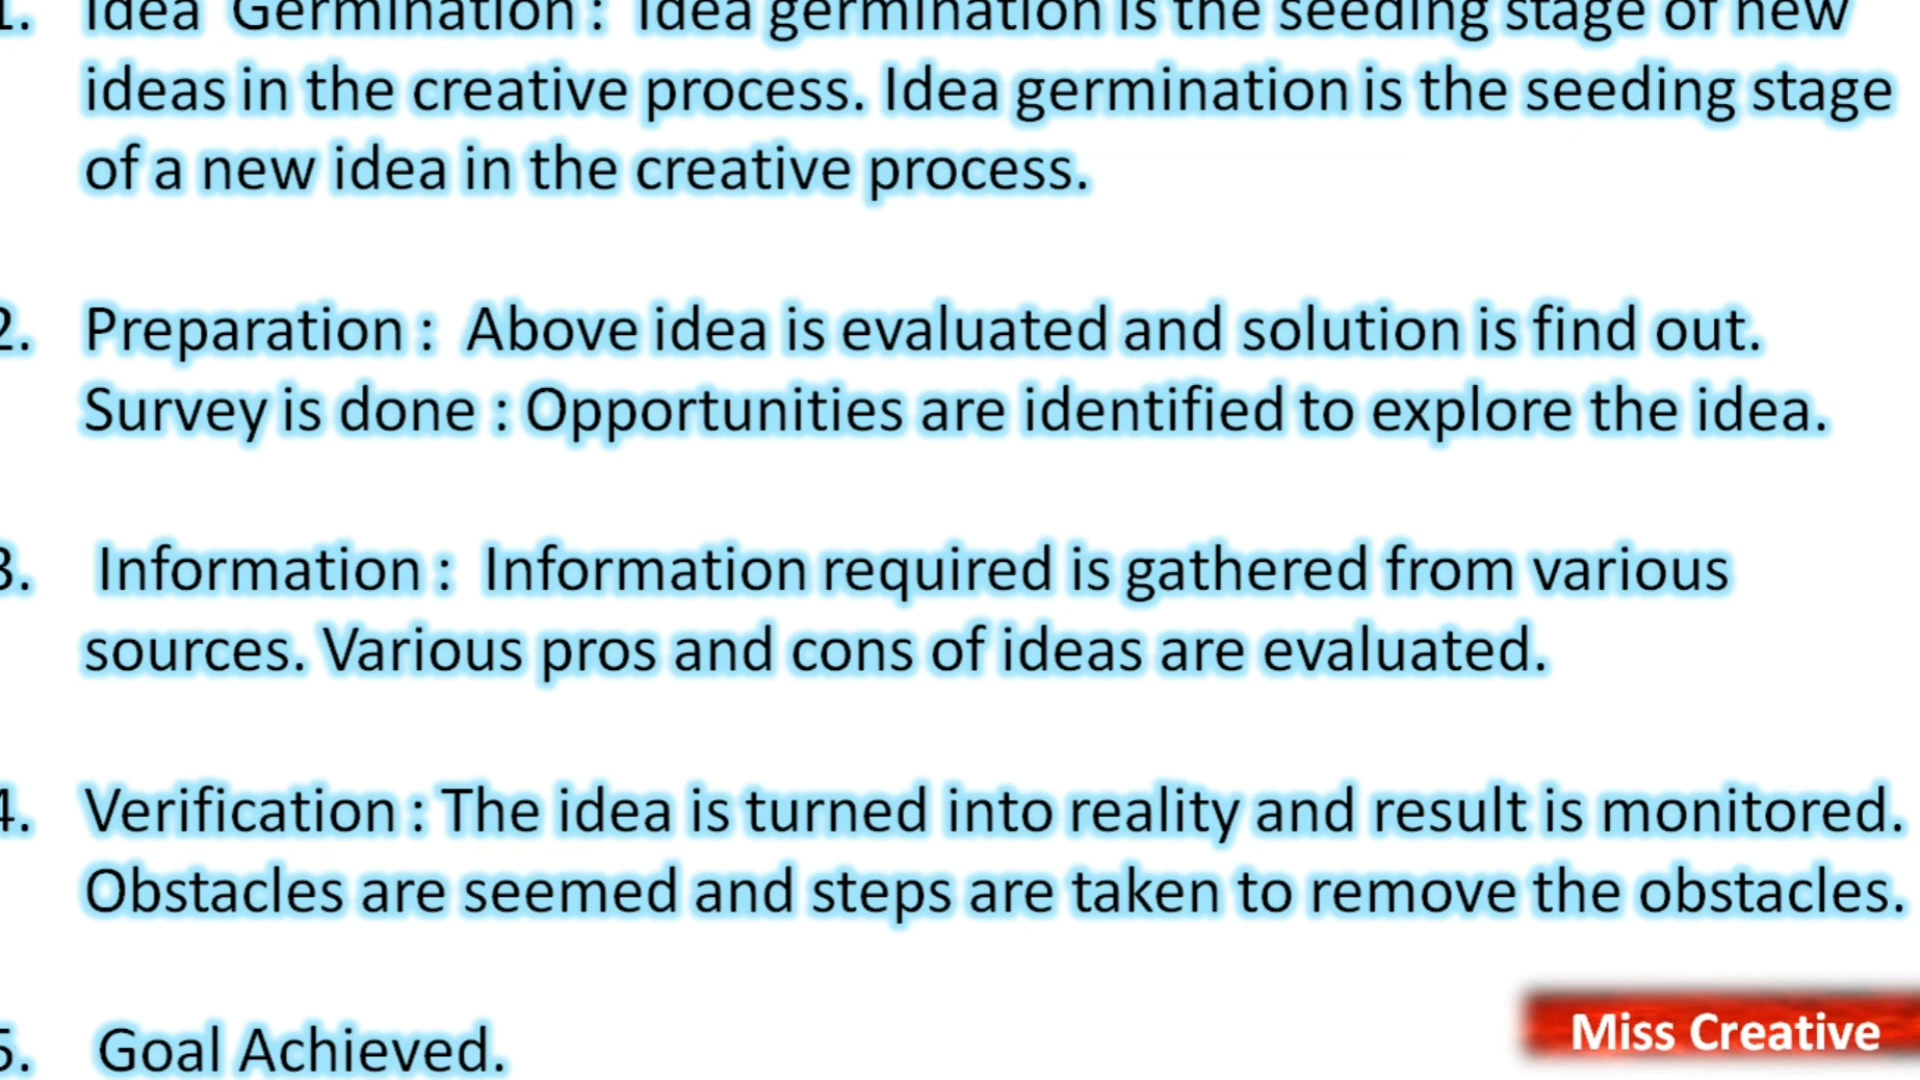 1. Idea Germination : Idea germination is the seeding stage of new
ideas in the creative process. Idea germination is the seeding stage
of a new idea in the creative process.
2. Preparation : Above idea is evaluated and solution is find out.
Survey is done : Opportunities are identified to explore the idea.
3. Information : Information required is gathered from various
sources. Various pros and cons of ideas are evaluated.
4. Verification : The idea is turned into reality and result is monitored.
Obstacles are seemed and steps are taken to remove the obstacles.
5. Goal Achieved.
Miss Creative